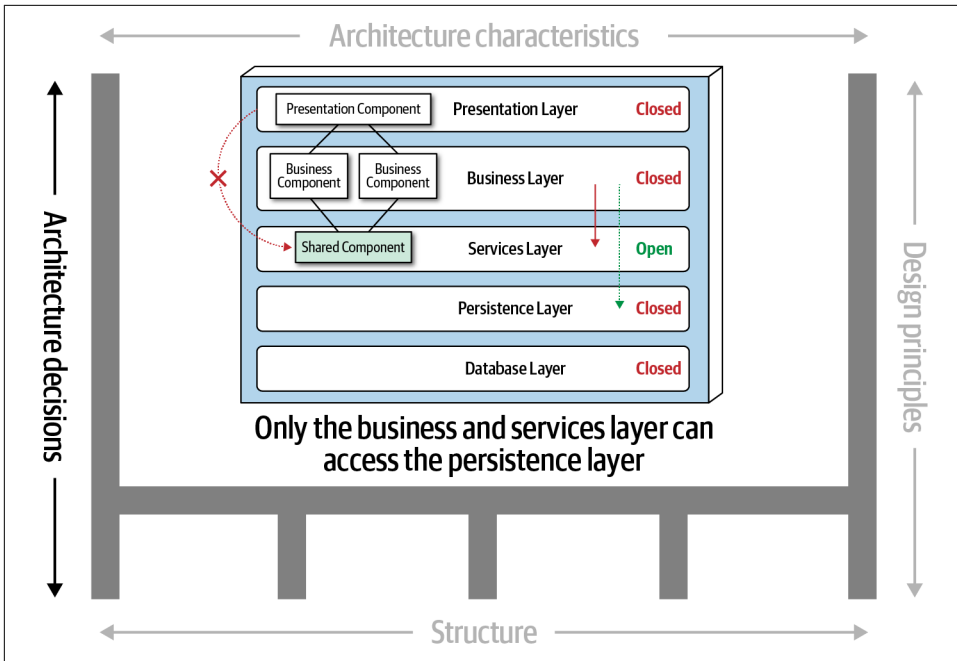 Architecture characteristics
Architecture decisions
Design principles
Presentation Component
Presentation Layer
Closed
Business
Component
Business
Component
Business Layer
Closed
Shared Component
Services Layer
Open
Persistence Layer
Closed
Database Layer
Closed
Only the business and services layer can
access the persistence layer
Structure